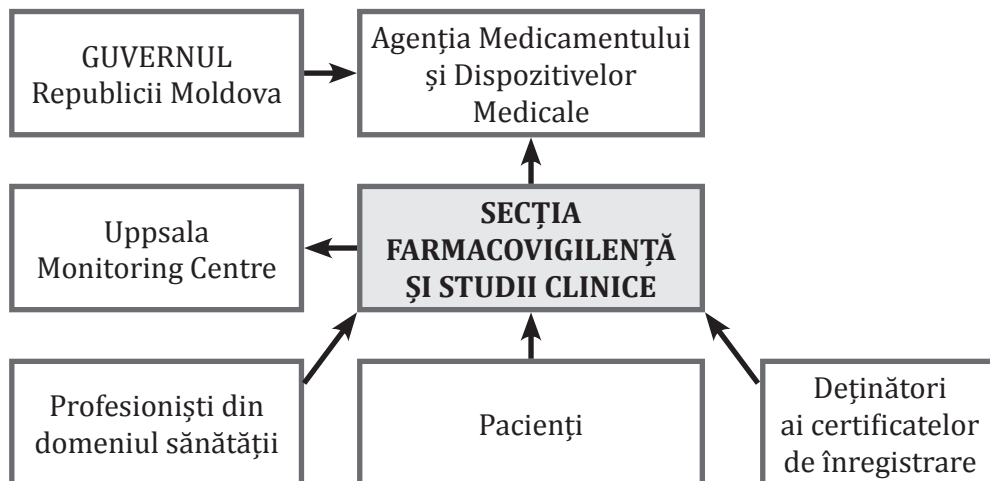 GUVERNUL
Republicii Moldova
Agenția Medicamentului
și Dispozitivelor
Medicale
Uppsala
Monitoring Centre
SECȚIA
FARMACOVIGILENȚĂ
ȘI STUDII CLINICE
Profesioniști din
domeniul sănătății
Pacienți
Deținători
ai certificatelor
de înregistrare